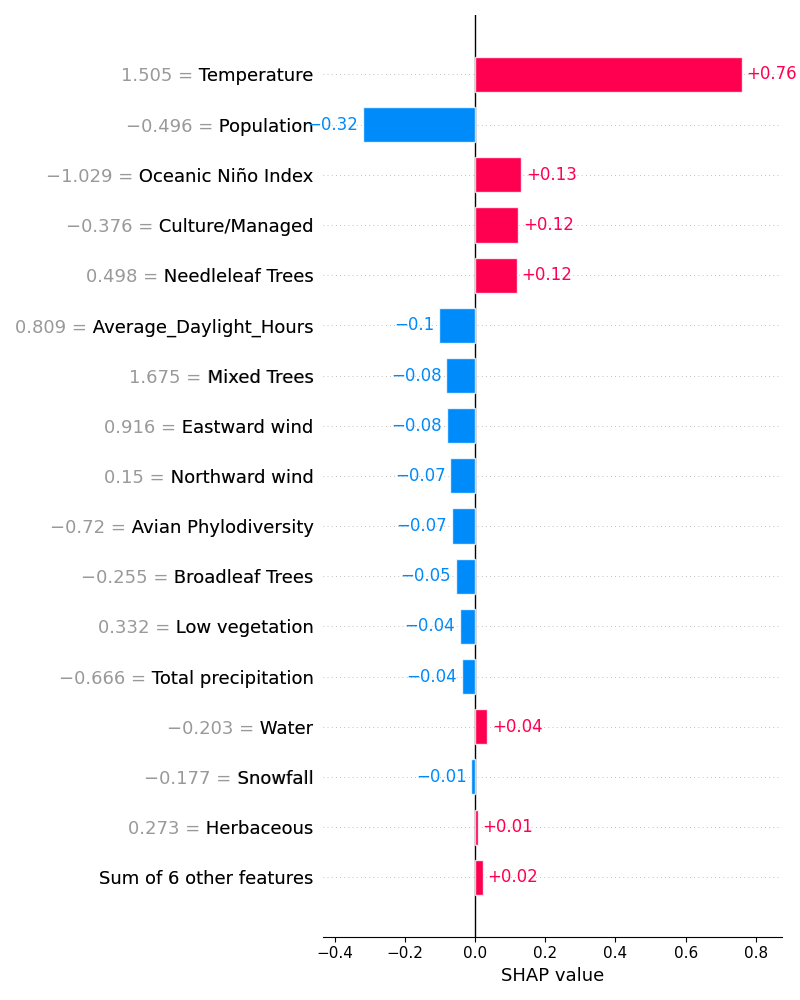 1.505 = Temperature +0.76
−0.496 = Population −0.32
−1.029 = Oceanic Niño Index +0.13
−0.376 = Culture/Managed +0.12
0.498 = Needleleaf Trees +0.12
0.809 = Average_Daylight_Hours −0.1
1.675 = Mixed Trees −0.08
0.916 = Eastward wind −0.08
0.15 = Northward wind −0.07
−0.72 = Avian Phylodiversity −0.07
−0.255 = Broadleaf Trees −0.05
0.332 = Low vegetation −0.04
−0.666 = Total precipitation −0.04
−0.203 = Water +0.04
−0.177 = Snowfall −0.01
0.273 = Herbaceous +0.01
Sum of 6 other features +0.02
−0.4 −0.2 0.0 0.2 0.4 0.6 0.8
SHAP value